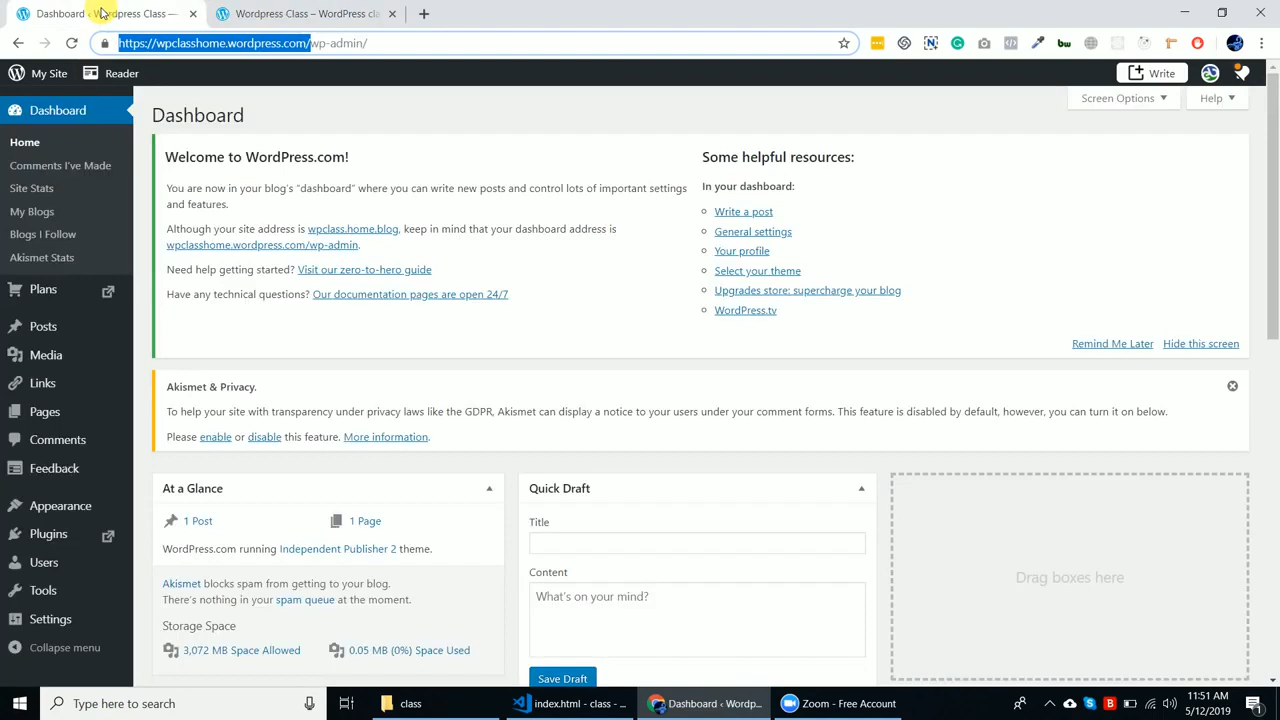 Dashboard ‹ Wordpress Class —
WordPress Class – WordPress cl
https://wpclasshome.wordpress.com/wp-admin/
My Site
Reader
Write
Dashboard
Screen Options
Help
Dashboard
Home
Comments I've Made
Site Stats
My Blogs
Blogs I Follow
Akismet Stats
Plans
Posts
Media
Links
Pages
Comments
Feedback
Appearance
Plugins
Users
Tools
Settings
Collapse menu
Welcome to WordPress.com!
You are now in your blog's "dashboard" where you can write new posts and control lots of important settings
and features.
Although your site address is wpclass.home.blog, keep in mind that your dashboard address is
wpclasshome.wordpress.com/wp-admin.
Need help getting started? Visit our zero-to-hero guide
Have any technical questions? Our documentation pages are open 24/7
Some helpful resources:
In your dashboard:
Write a post
General settings
Your profile
Select your theme
Upgrades store: supercharge your blog
WordPress.tv
Remind Me Later
Hide this screen
Akismet & Privacy.
To help your site with transparency under privacy laws like the GDPR, Akismet can display a notice to your users under your comment forms. This feature is disabled by default, however, you can turn it on below.
Please enable or disable this feature. More information.
At a Glance
1 Post
1 Page
WordPress.com running Independent Publisher 2 theme.
Akismet blocks spam from getting to your blog.
There's nothing in your spam queue at the moment.
Storage Space
3,072 MB Space Allowed
0.05 MB (0%) Space Used
Quick Draft
Title
Content
What's on your mind?
Save Draft
Drag boxes here
Type here to search
class
index.html - class - ...
Dashboard ‹ Wordp...
Zoom - Free Account
11:51 AM
5/12/2019